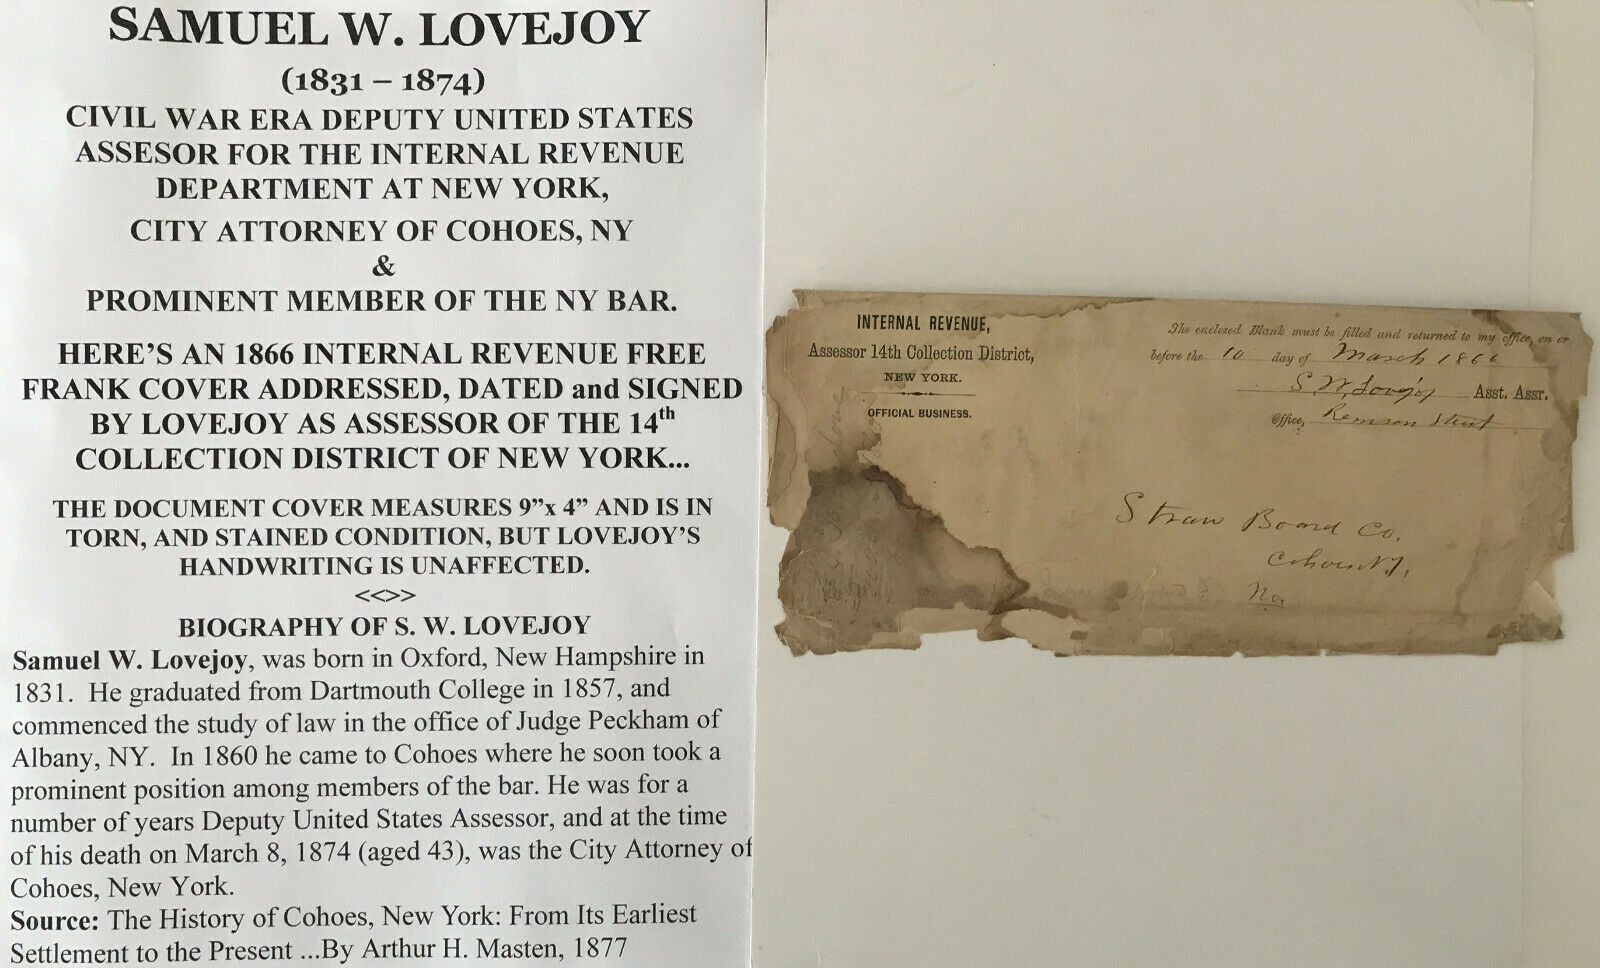 SAMUEL W. LOVEJOY
(1831 – 1874)
CIVIL WAR ERA DEPUTY UNITED STATES
ASSESOR FOR THE INTERNAL REVENUE
DEPARTMENT AT NEW YORK,
CITY ATTORNEY OF COHOES, NY
&
PROMINENT MEMBER OF THE NY BAR.
HERE'S AN 1866 INTERNAL REVENUE FREE
FRANK COVER ADDRESSED, DATED and SIGNED
BY LOVEJOY AS ASSESSOR OF THE 14th
COLLECTION DISTRICT OF NEW YORK...
THE DOCUMENT COVER MEASURES 9”x 4” AND IS IN
TORN, AND STAINED CONDITION, BUT LOVEJOY'S
HANDWRITING IS UNAFFECTED.
<<>>
BIOGRAPHY OF S. W. LOVEJOY
Samuel W. Lovejoy, was born in Oxford, New Hampshire in
1831. He graduated from Dartmouth College in 1857, and
commenced the study of law in the office of Judge Peckham of
Albany, NY. In 1860 he came to Cohoes where he soon took a
prominent position among members of the bar. He was for a
number of years Deputy United States Assessor, and at the time
of his death on March 8, 1874 (aged 43), was the City Attorney of
Cohoes, New York.
Source: The History of Cohoes, New York: From Its Earliest
Settlement to the Present ...By Arthur H. Masten, 1877
INTERNAL REVENUE,
Assessor 14th Collection District,
NEW YORK.
OFFICIAL BUSINESS.
The enclosed Blank must be filled and returned to my office, on or
before the 10 day of March 1866
S W, Lovejoy Asst. Assr.
Office, Remsen Street
Straw Board Co.
Cohoes N.Y.
No.